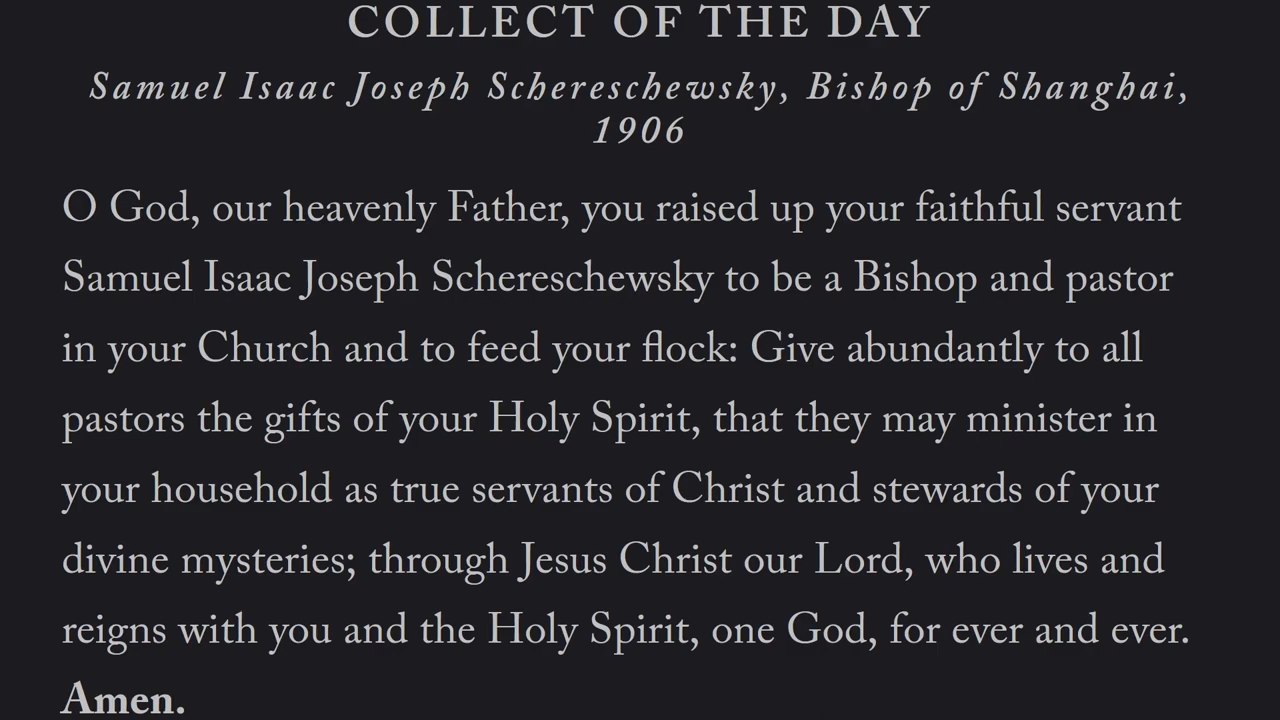 COLLECT OF THE DAY
Samuel Isaac Joseph Schereschewsky, Bishop of Shanghai,
1906
O God, our heavenly Father, you raised up your faithful servant
Samuel Isaac Joseph Schereschewsky to be a Bishop and pastor
in your Church and to feed your flock: Give abundantly to all
pastors the gifts of your Holy Spirit, that they may minister in
your household as true servants of Christ and stewards of your
divine mysteries; through Jesus Christ our Lord, who lives and
reigns with you and the Holy Spirit, one God, for ever and ever.
Amen.